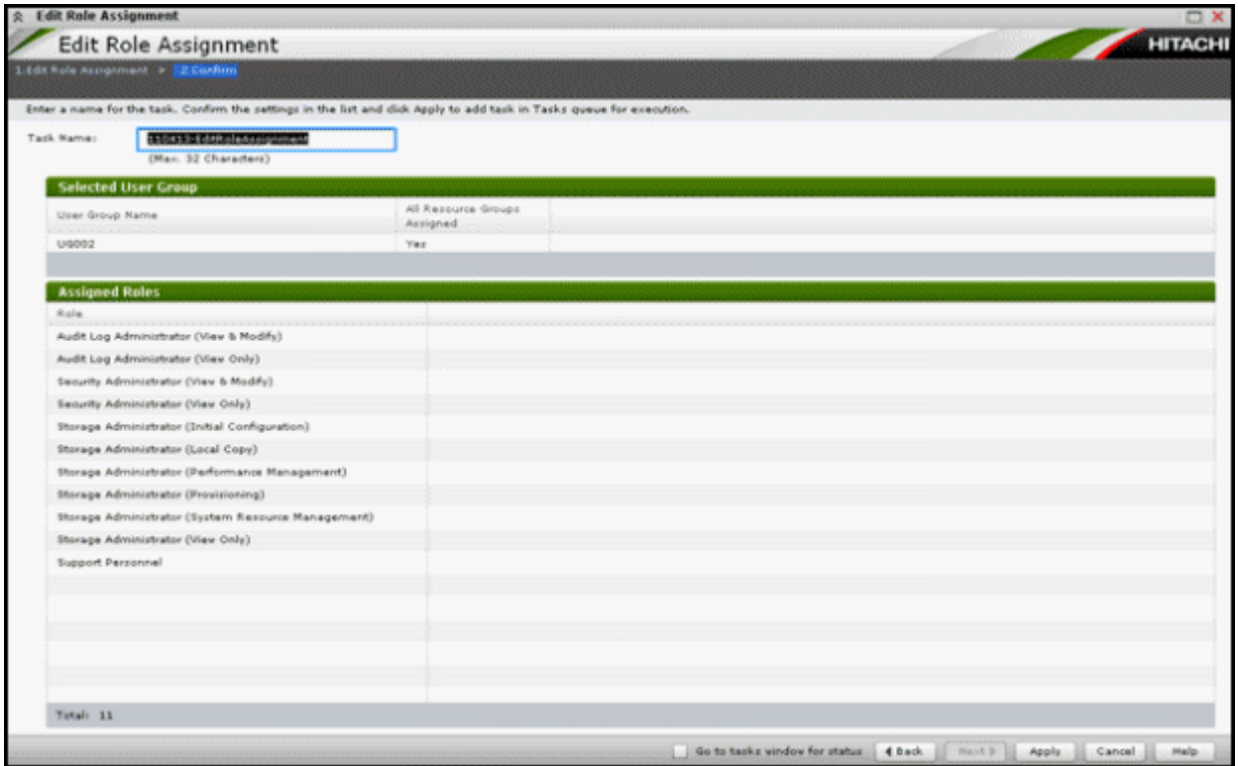 Edit Role Assignment
Edit Role Assignment
HITACHI
1.Edit Role Assignment > 2.Confirm
Enter a name for the task. Confirm the settings in the list and click Apply to add task in Tasks queue for execution.
Task Name: 110413-EditRoleAssignment
(Max. 32 Characters)
Selected User Group
User Group Name All Resource Groups Assigned
UG002 Yes
Assigned Roles
Role
Audit Log Administrator (View & Modify)
Audit Log Administrator (View Only)
Security Administrator (View & Modify)
Security Administrator (View Only)
Storage Administrator (Initial Configuration)
Storage Administrator (Local Copy)
Storage Administrator (Performance Management)
Storage Administrator (Provisioning)
Storage Administrator (System Resource Management)
Storage Administrator (View Only)
Support Personnel
Total: 11
Go to tasks window for status Back Next Apply Cancel Help